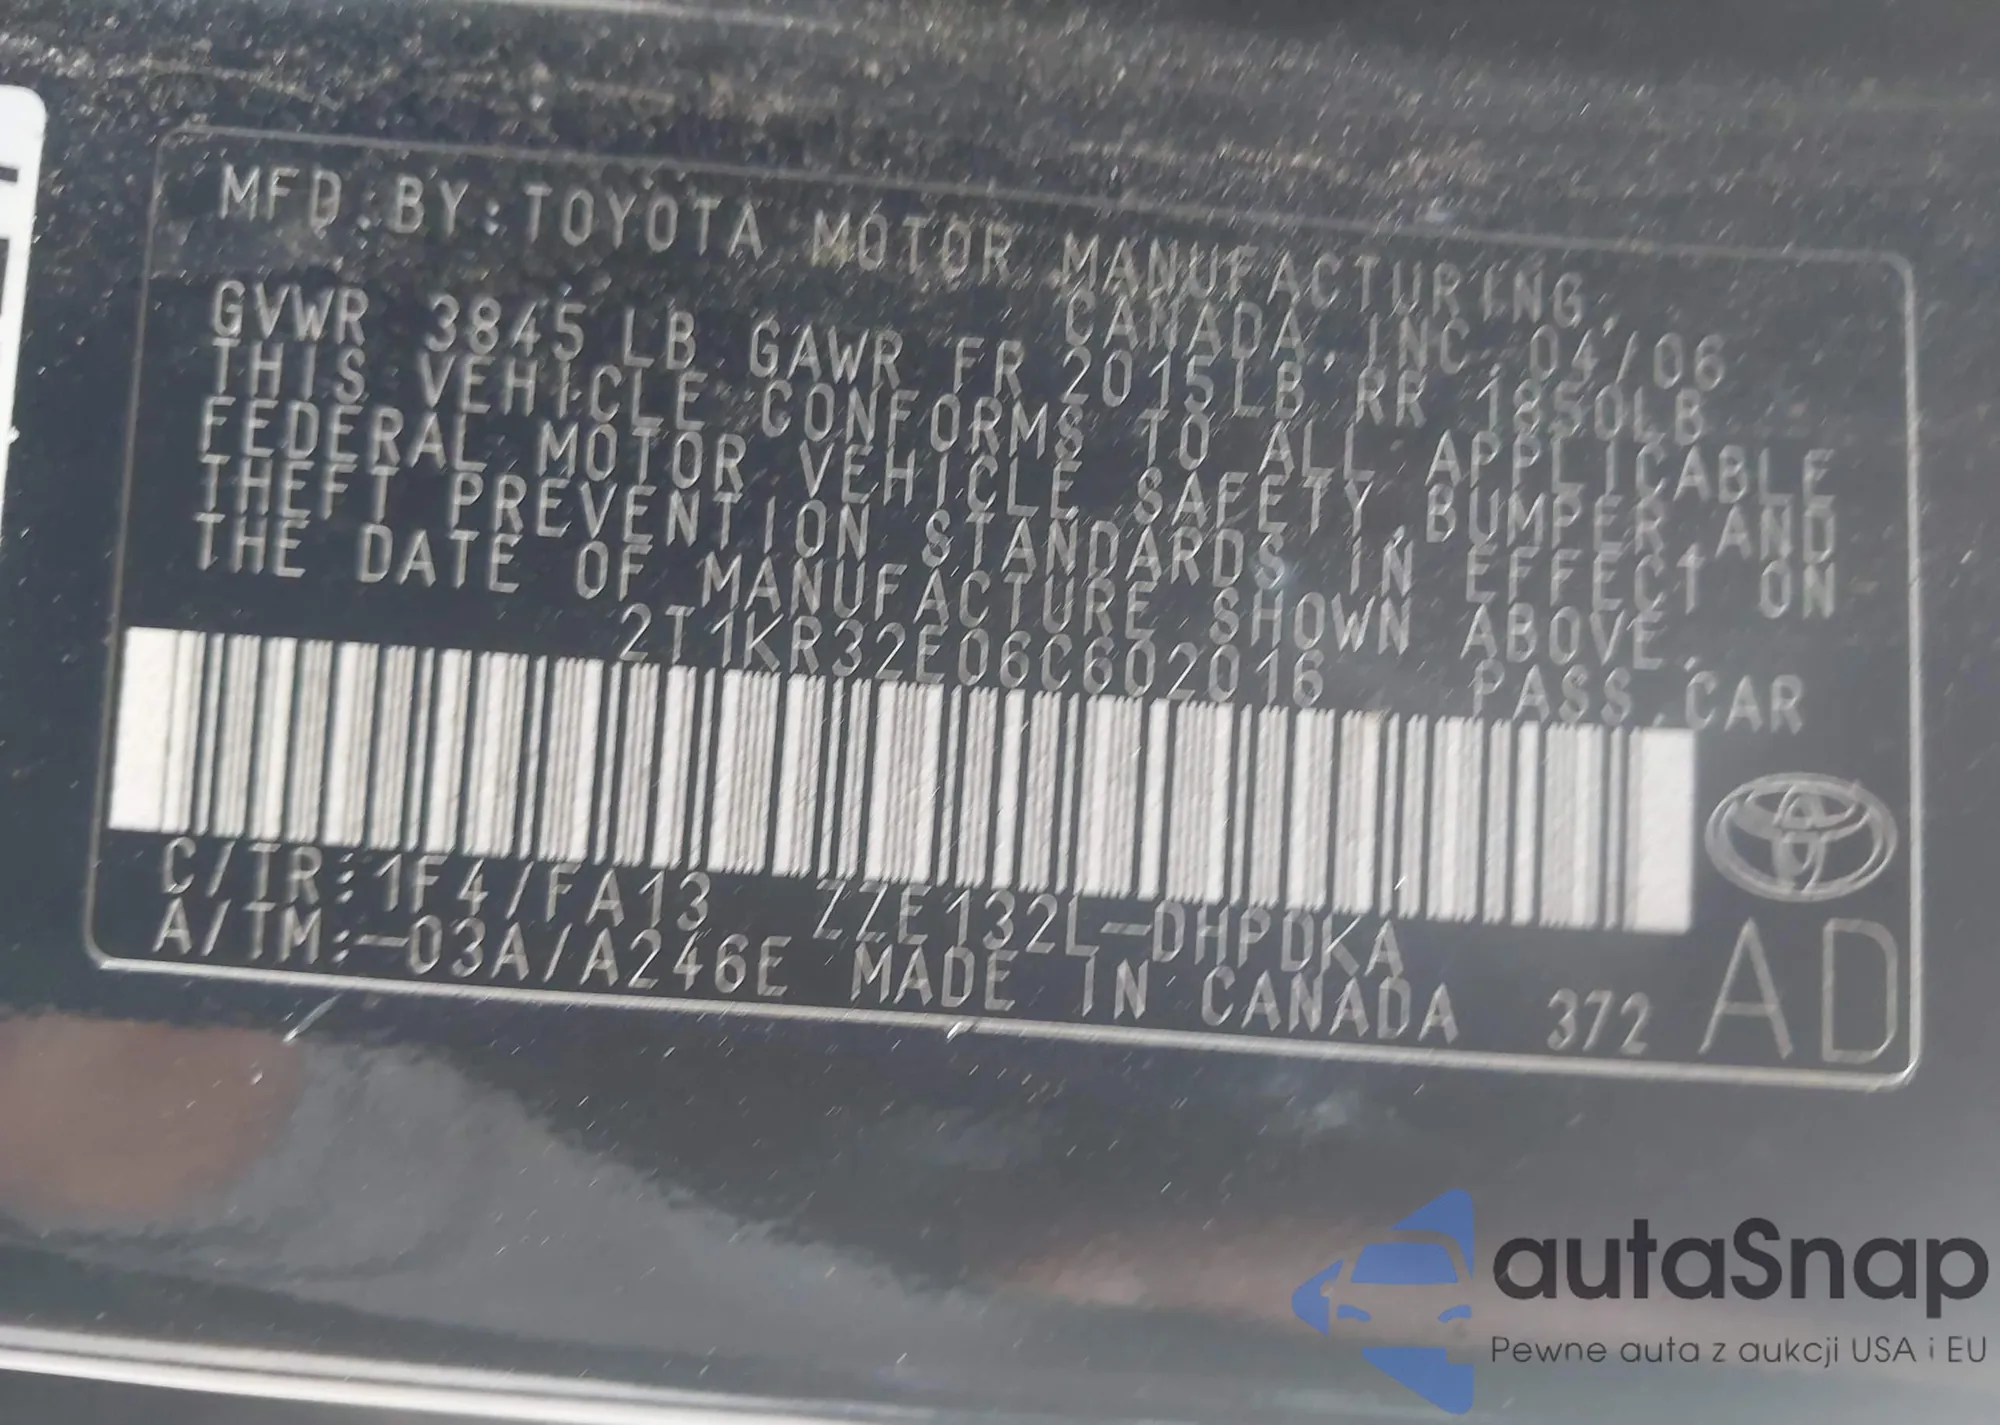 MFD.BY:TOYOTA MOTOR MANUFACTURING,
CANADA,INC.04/06
GVWR 3845 LB GAWR FR 2015LB RR 1850LB
THIS VEHICLE CONFORMS TO ALL APPLICABLE
FEDERAL MOTOR VEHICLE SAFETY,BUMPER AND
THEFT PREVENTION STANDARDS IN EFFECT ON
THE DATE OF MANUFACTURE SHOWN ABOVE.
2T1KR32E06C602016 PASS.CAR
C/TR:1F4/FA13 ZZE132L-DHPDKA
A/TM:-03A/A246E MADE IN CANADA 372 AD
autaSnap
Pewne auta z aukcji USA i EU